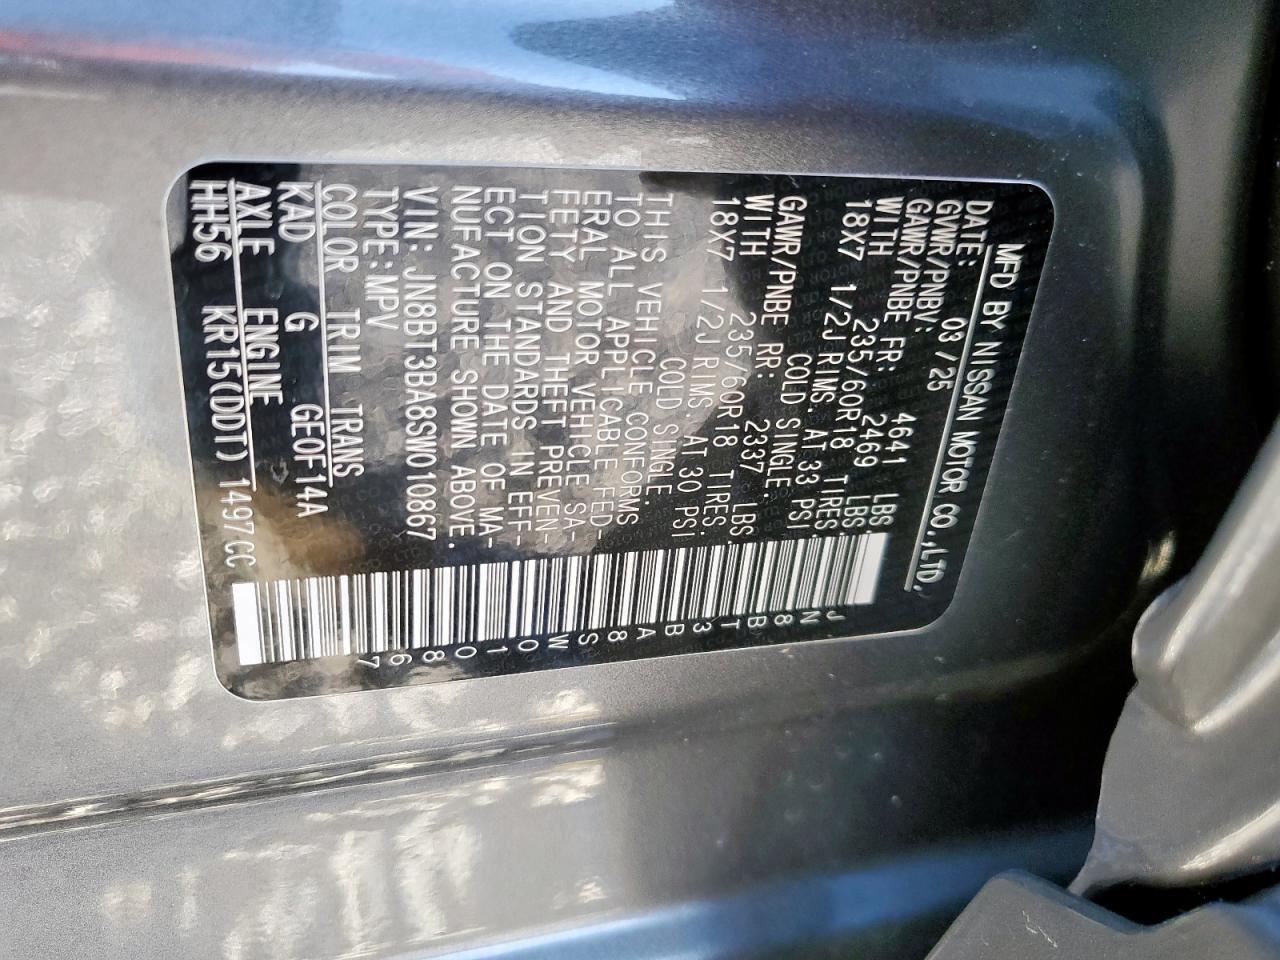 MFD BY NISSAN MOTOR CO.,LTD.
DATE: 03/25
GVWR/PNBV: 4641 LBS.
GAWR/PNBE FR: 2469 LBS.
WITH 235/60R18 TIRES.
18X7 1/2J RIMS. AT 33 PSI
COLD SINGLE.
GAWR/PNBE RR: 2337 LBS.
WITH 235/60R18 TIRES.
18X7 1/2J RIMS. AT 30 PSI
COLD SINGLE.
THIS VEHICLE CONFORMS
TO ALL APPLICABLE FED-
ERAL MOTOR VEHICLE SA-
FETY AND THEFT PREVEN-
TION STANDARDS IN EFF-
ECT ON THE DATE OF MA-
NUFACTURE SHOWN ABOVE.
VIN: JN8BT3BA8SW010867
TYPE:MPV
COLOR TRIM TRANS
KAD G GE0F14A
AXLE ENGINE
HH56 KR15(DDT) 1497CC
JN8BT3BA8SW010867